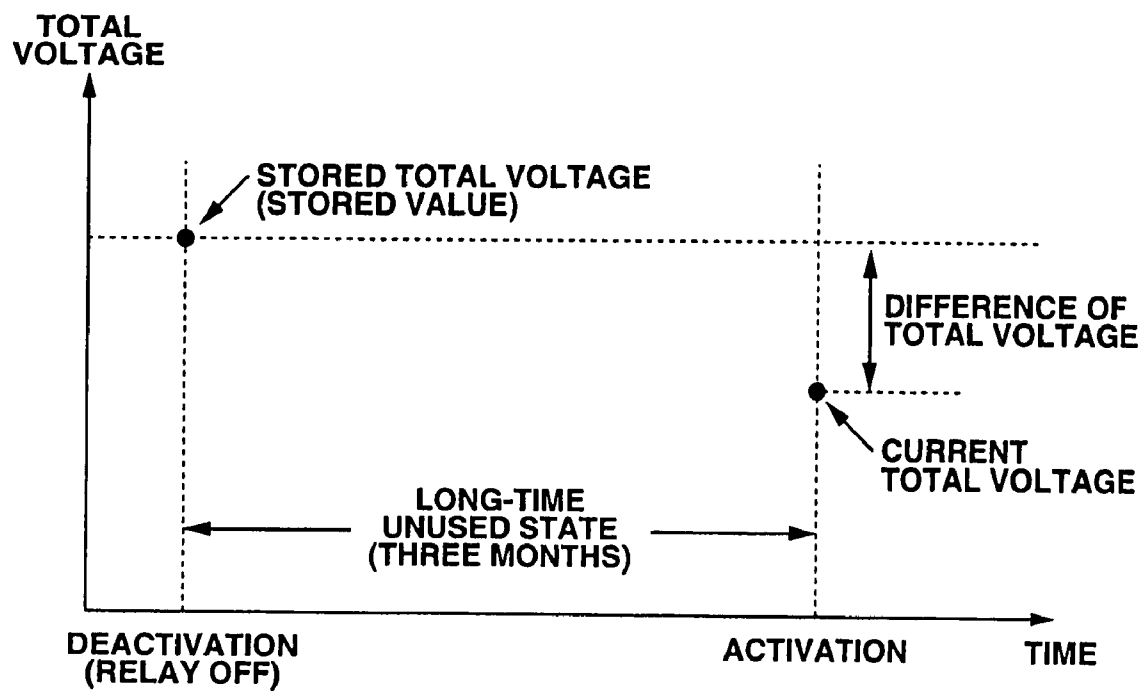 TOTAL
VOLTAGE
STORED TOTAL VOLTAGE
(STORED VALUE)
DIFFERENCE OF
TOTAL VOLTAGE
CURRENT
TOTAL VOLTAGE
LONG-TIME
UNUSED STATE
(THREE MONTHS)
DEACTIVATION
(RELAY OFF)
ACTIVATION
TIME